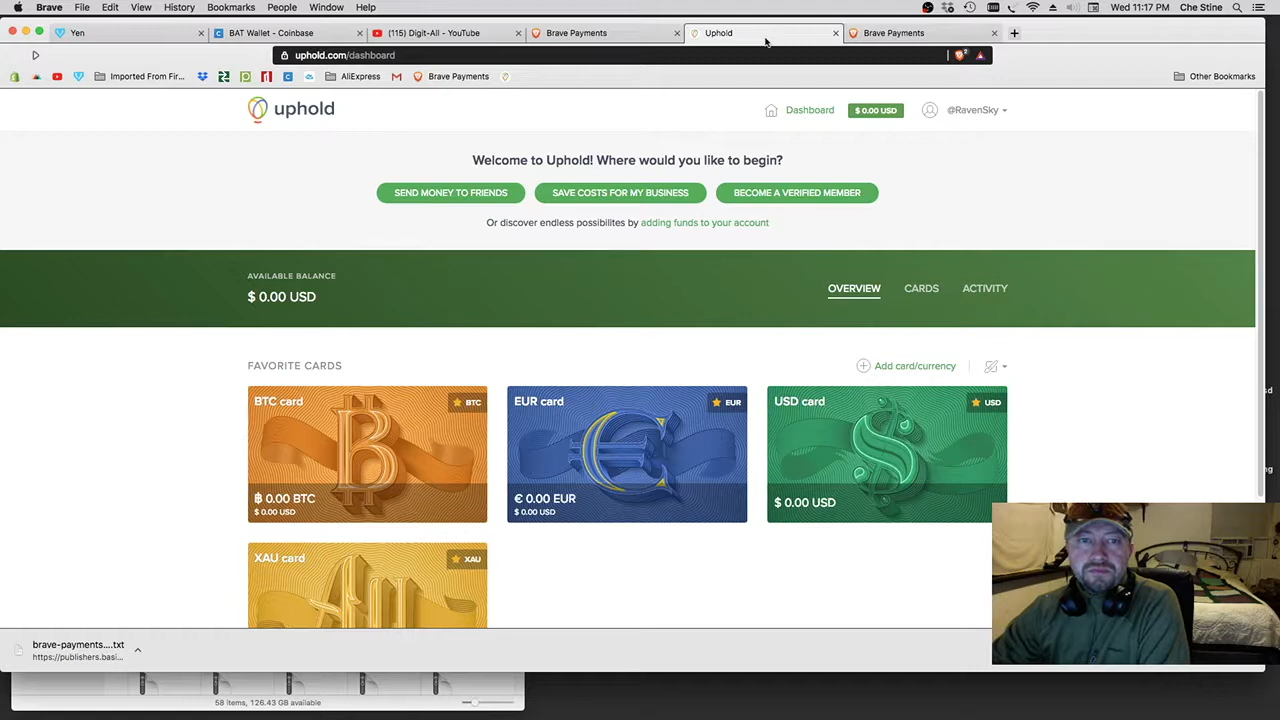 Brave File Edit View History Bookmarks People Window Help
Wed 11:17 PM Che Stine
Yen
BAT Wallet - Coinbase
(115) Digit-All - YouTube
Brave Payments
Uphold
Brave Payments
uphold.com/dashboard
Imported From Fir...
AliExpress
Brave Payments
Other Bookmarks
uphold
Dashboard
$ 0.00 USD
@RavenSky
Welcome to Uphold! Where would you like to begin?
SEND MONEY TO FRIENDS
SAVE COSTS FOR MY BUSINESS
BECOME A VERIFIED MEMBER
Or discover endless possibilites by adding funds to your account
AVAILABLE BALANCE
$ 0.00 USD
OVERVIEW
CARDS
ACTIVITY
FAVORITE CARDS
Add card/currency
BTC card
BTC
฿ 0.00 BTC
$ 0.00 USD
EUR card
EUR
€ 0.00 EUR
$ 0.00 USD
USD card
USD
$ 0.00 USD
XAU card
XAU
brave-payments....txt
https://publishers.basi...
58 items, 126.43 GB available